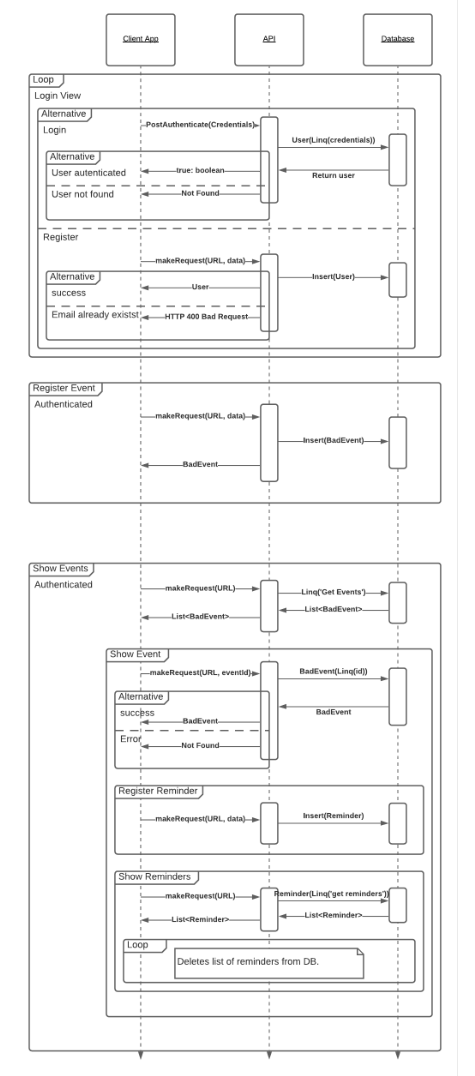 Client App
API
Database
Loop
Login View
Alternative
Login
PostAuthenticate(Credentials)
User(Linq(credentials))
Alternative
User autenticated
true: boolean
Return user
User not found
Not Found
Register
makeRequest(URL, data)
Alternative
Insert(User)
success
User
Email already existst
HTTP 400 Bad Request
Register Event
Authenticated
makeRequest(URL, data)
Insert(BadEvent)
BadEvent
Show Events
Authenticated
makeRequest(URL)
Linq('Get Events')
List<BadEvent>
List<BadEvent>
Show Event
makeRequest(URL, eventId)
BadEvent(Linq(id))
Alternative
success
BadEvent
BadEvent
Error
Not Found
Register Reminder
makeRequest(URL, data)
Insert(Reminder)
Show Reminders
makeRequest(URL)
Reminder(Linq('get reminders'))
List<Reminder>
List<Reminder>
Loop
Deletes list of reminders from DB.